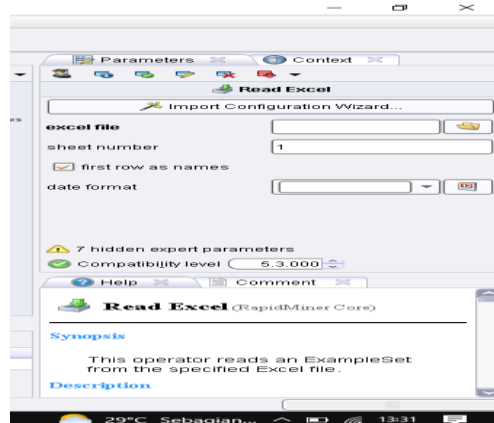 Parameters Context
Read Excel
Import Configuration Wizard...
excel file
sheet number 1
first row as names
date format
7 hidden expert parameters
Compatibility level 5.3.000
Help Comment
Read Excel (RapidMiner Core)
Synopsis
This operator reads an ExampleSet
from the specified Excel file.
Description
29°C Sebagian... 13:31